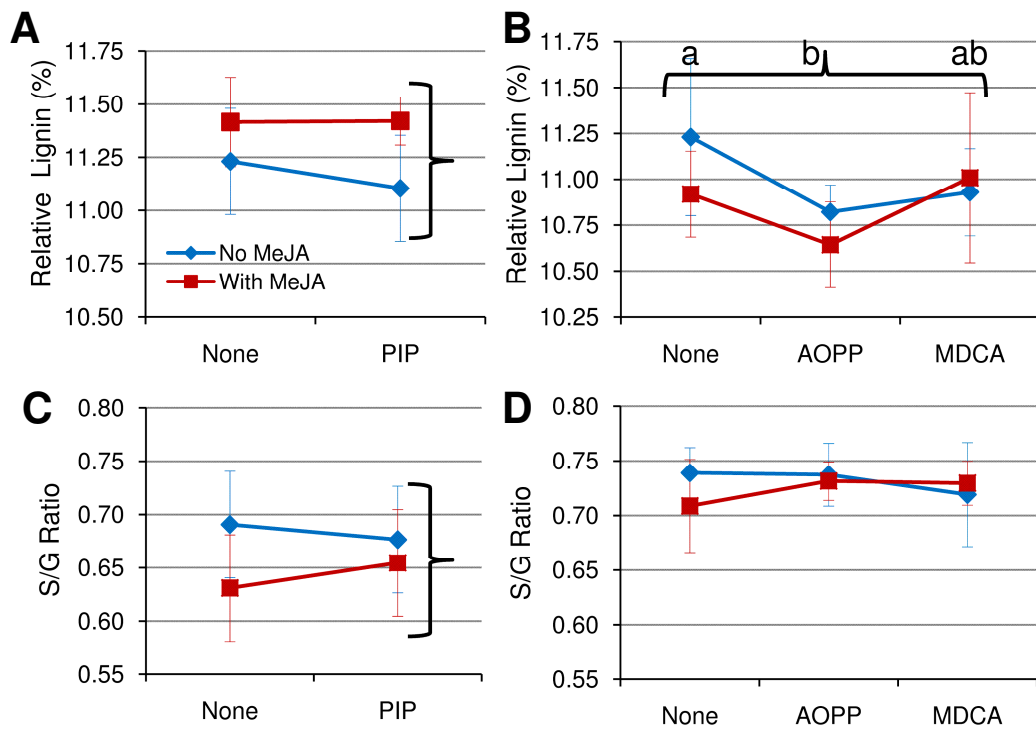 A
11.75
11.50
11.25
11.00
10.75
10.50
Relative Lignin (%)
No MeJA
With MeJA
None PIP
B
11.75
11.50
11.25
11.00
10.75
10.50
10.25
Relative Lignin (%)
a b ab
None AOPP MDCA
C
0.80
0.75
0.70
0.65
0.60
0.55
S/G Ratio
None PIP
D
0.80
0.75
0.70
0.65
0.60
0.55
S/G Ratio
None AOPP MDCA